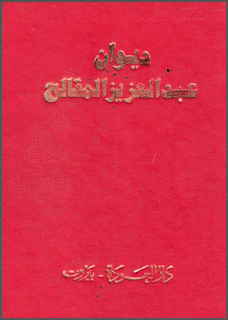 ديوان
عبد العزيز المقالح
دار العودة - بيروت